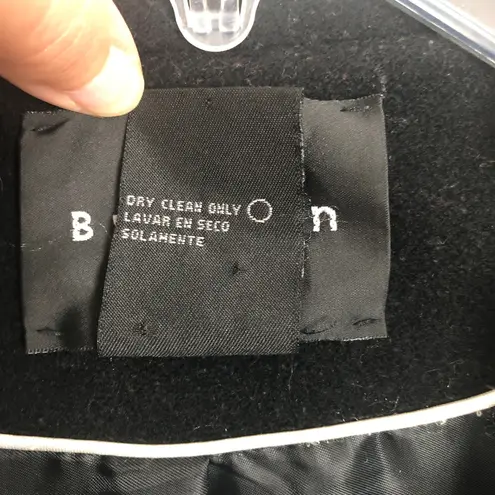 DRY CLEAN ONLY
LAVAR EN SECO
SOLAMENTE
B n